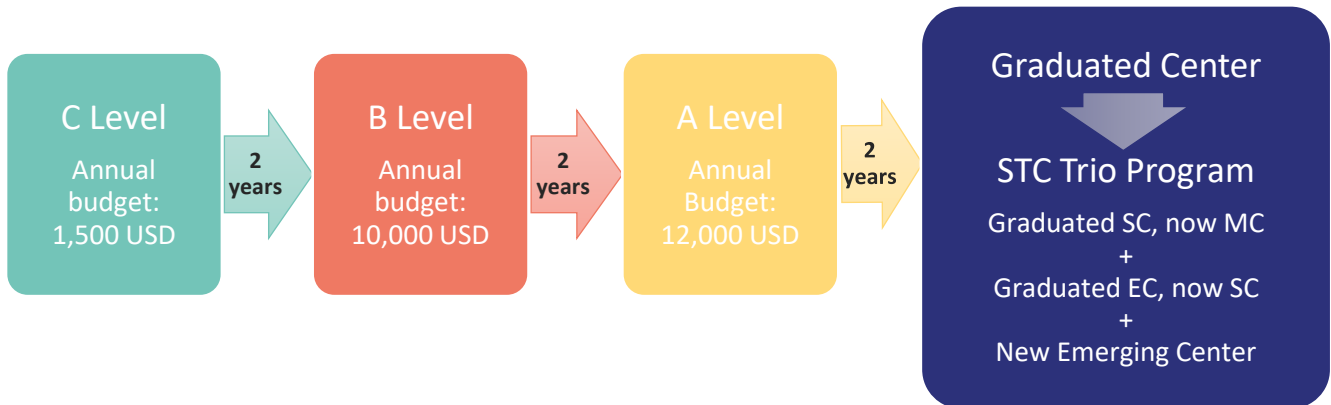 C Level
Annual
budget:
1,500 USD
2
years
B Level
Annual
budget:
10,000 USD
2
years
A Level
Annual
Budget:
12,000 USD
2
years
Graduated Center
STC Trio Program
Graduated SC, now MC
+
Graduated EC, now SC
+
New Emerging Center